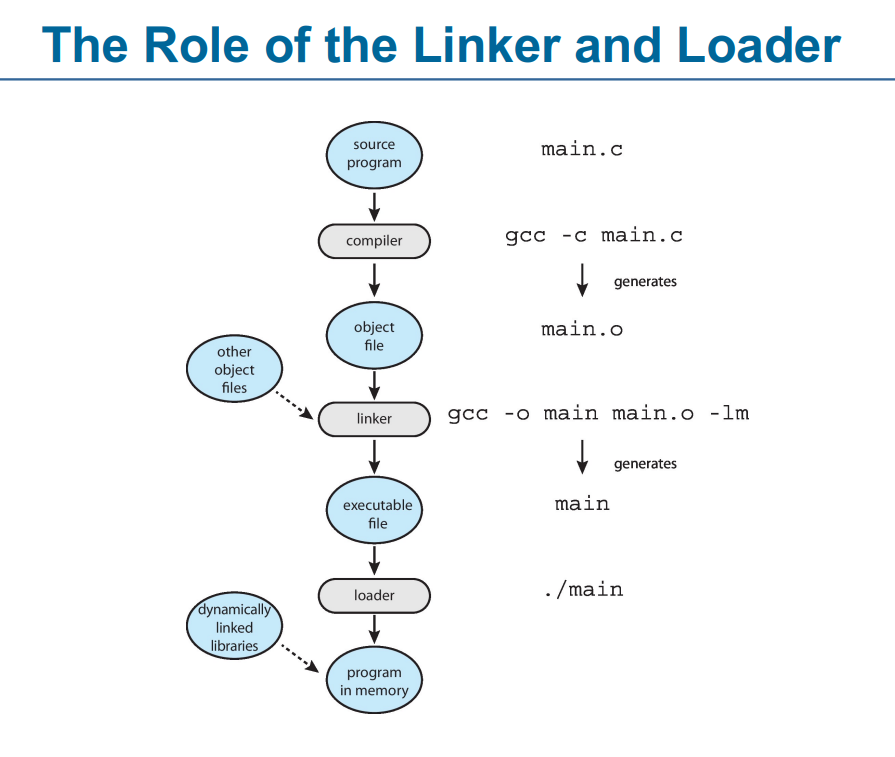 The Role of the Linker and Loader
source
program
main.c
compiler
gcc -c main.c
generates
object
file
main.o
other
object
files
linker
gcc -o main main.o -lm
generates
executable
file
main
loader
./main
dynamically
linked
libraries
program
in memory